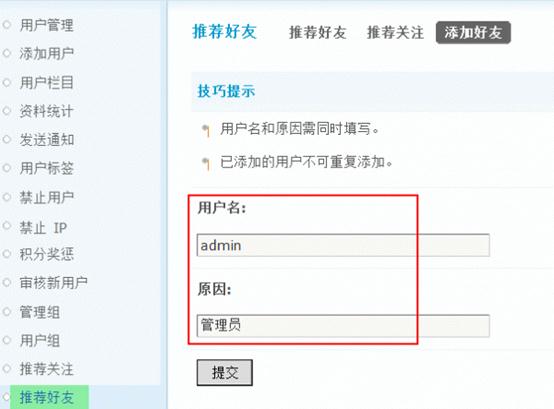 用户管理
添加用户
用户栏目
资料统计
发送通知
用户标签
禁止用户
禁止 IP
积分奖惩
审核新用户
管理组
用户组
推荐关注
推荐好友
推荐好友 推荐好友 推荐关注 添加好友
技巧提示
用户名和原因需同时填写。
已添加的用户不可重复添加。
用户名:
admin
原因:
管理员
提交